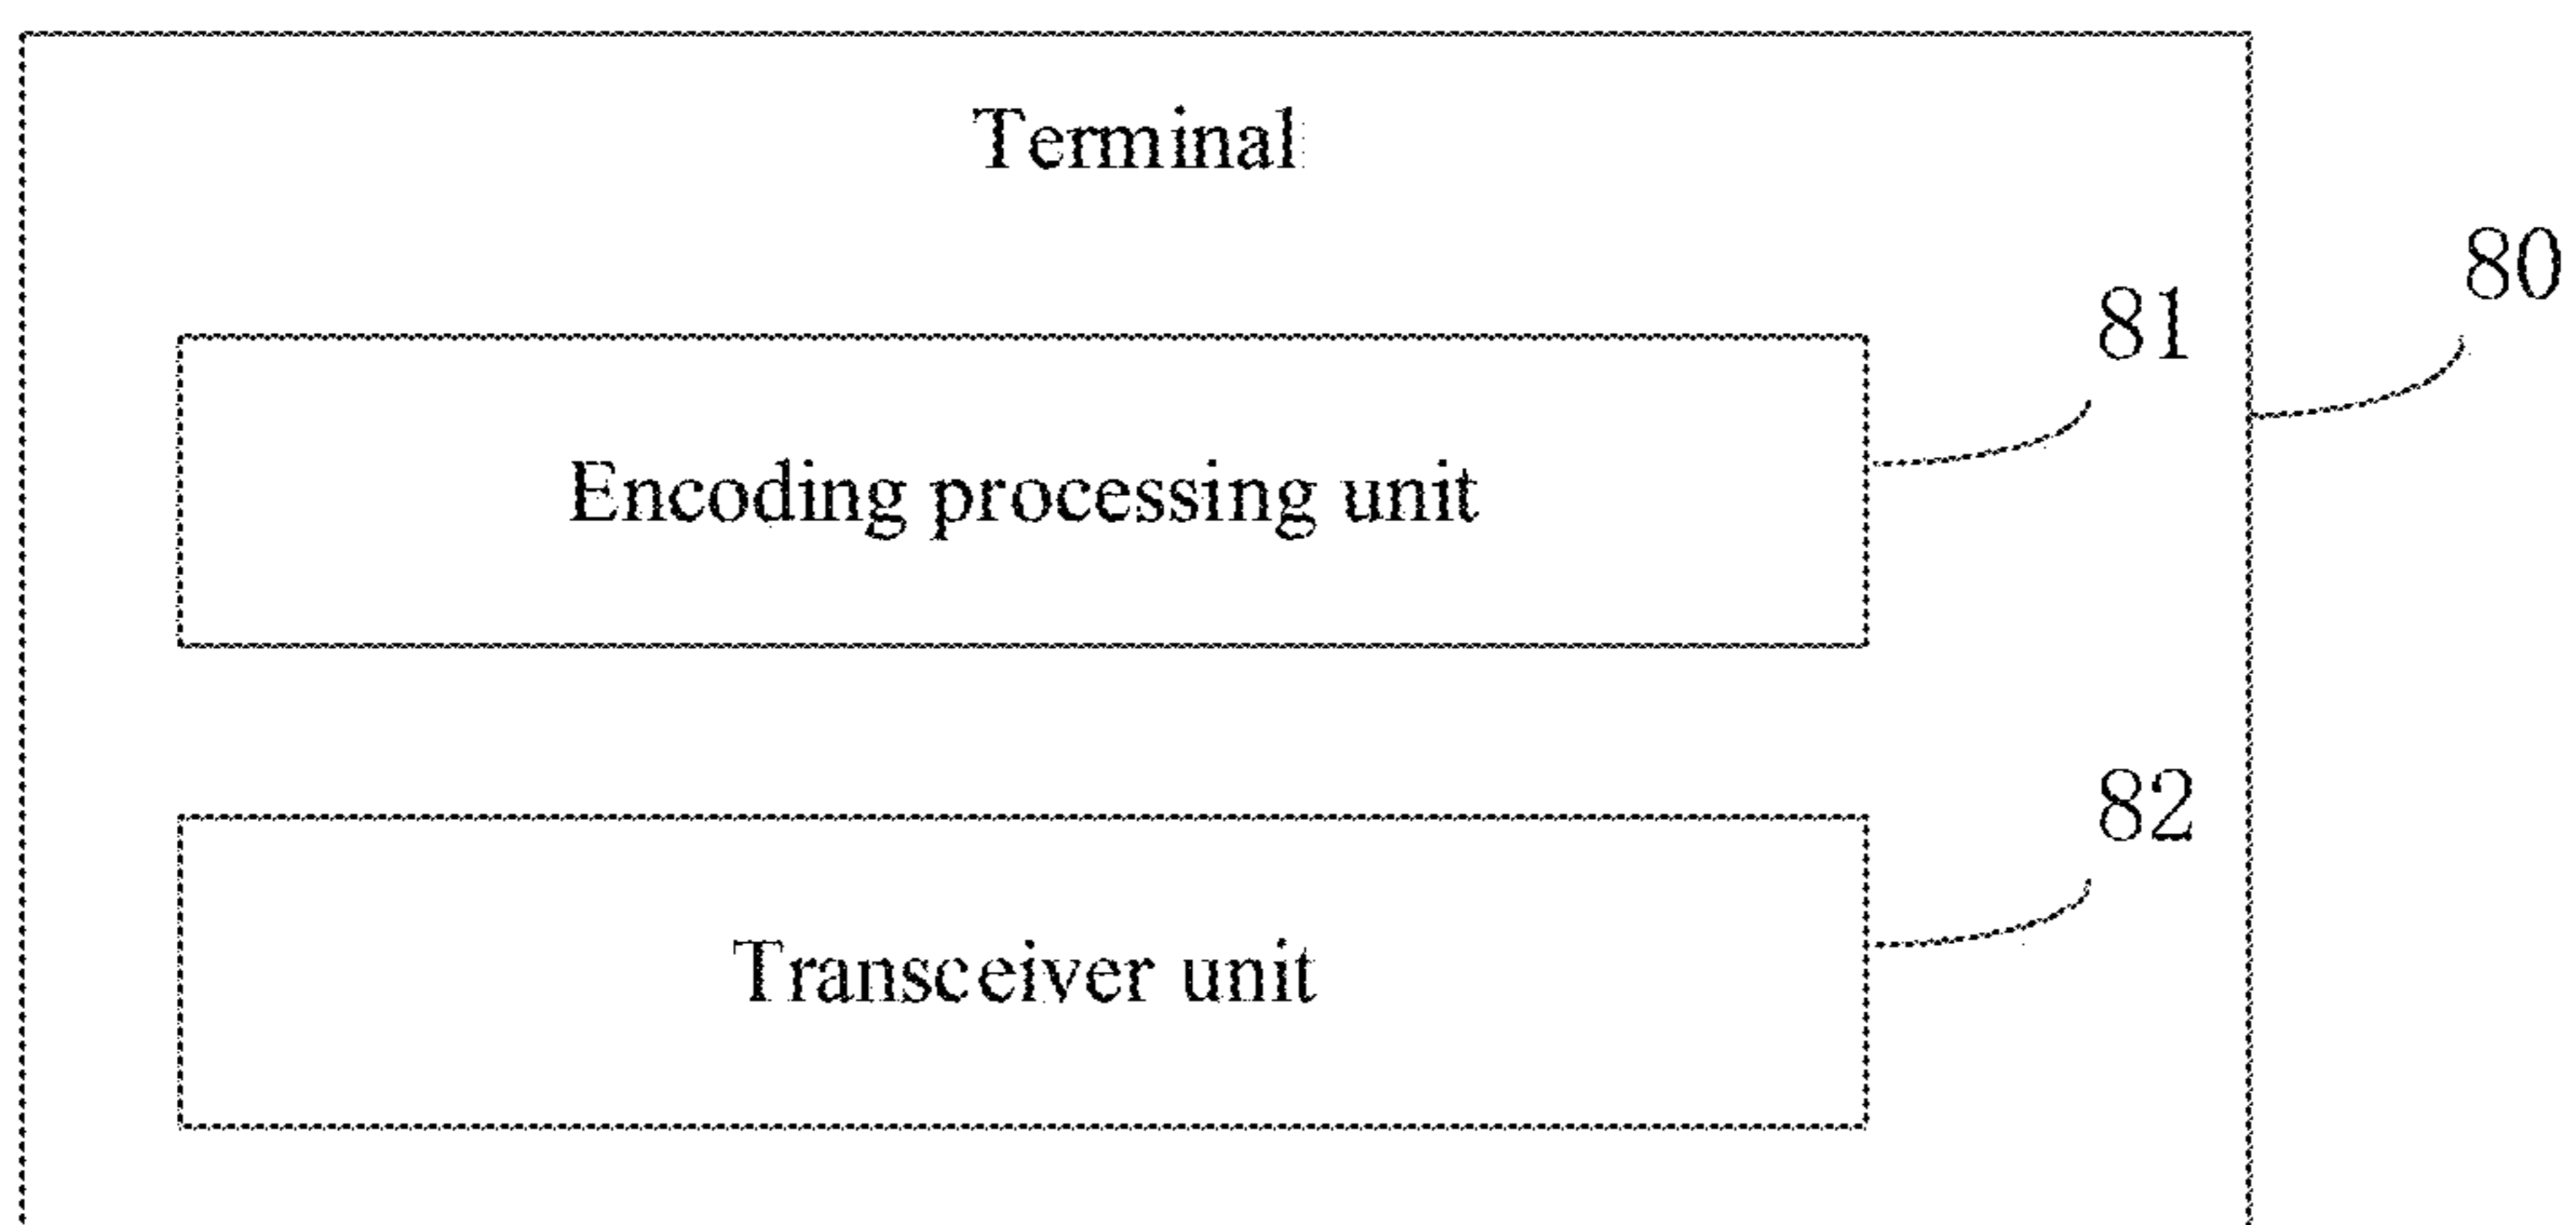 Terminal
80
81
Encoding processing unit
82
Transceiver unit